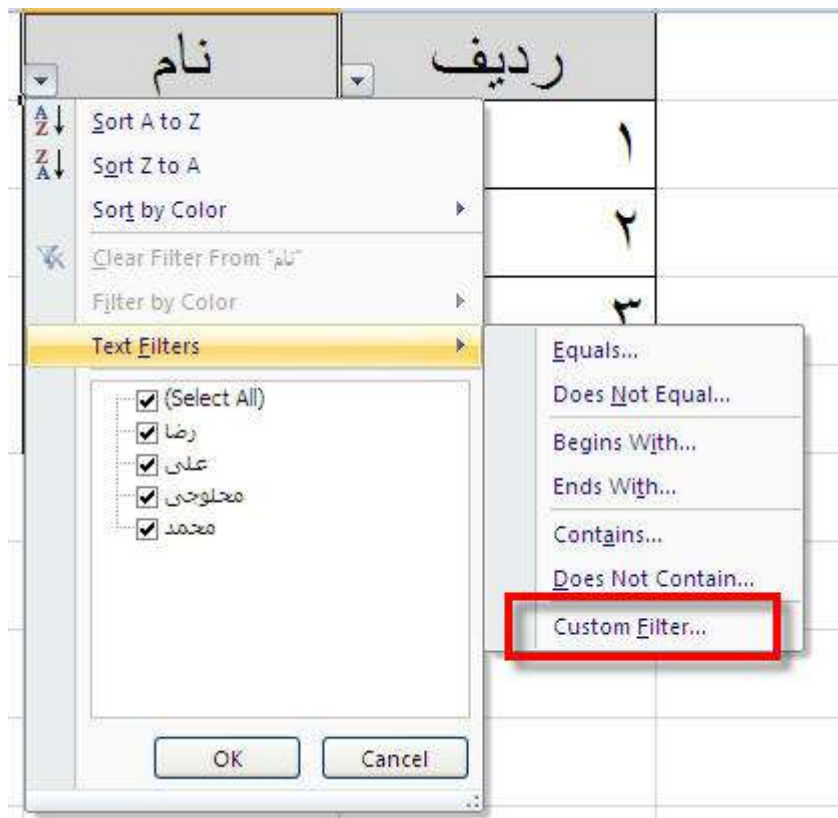 ردیف
نام
۱
۲
۳
Sort A to Z
Sort Z to A
Sort by Color
Clear Filter From "نام"
Filter by Color
Text Filters
(Select All)
رضا
علی
محلوجی
محمد
OK
Cancel
Equals...
Does Not Equal...
Begins With...
Ends With...
Contains...
Does Not Contain...
Custom Filter...